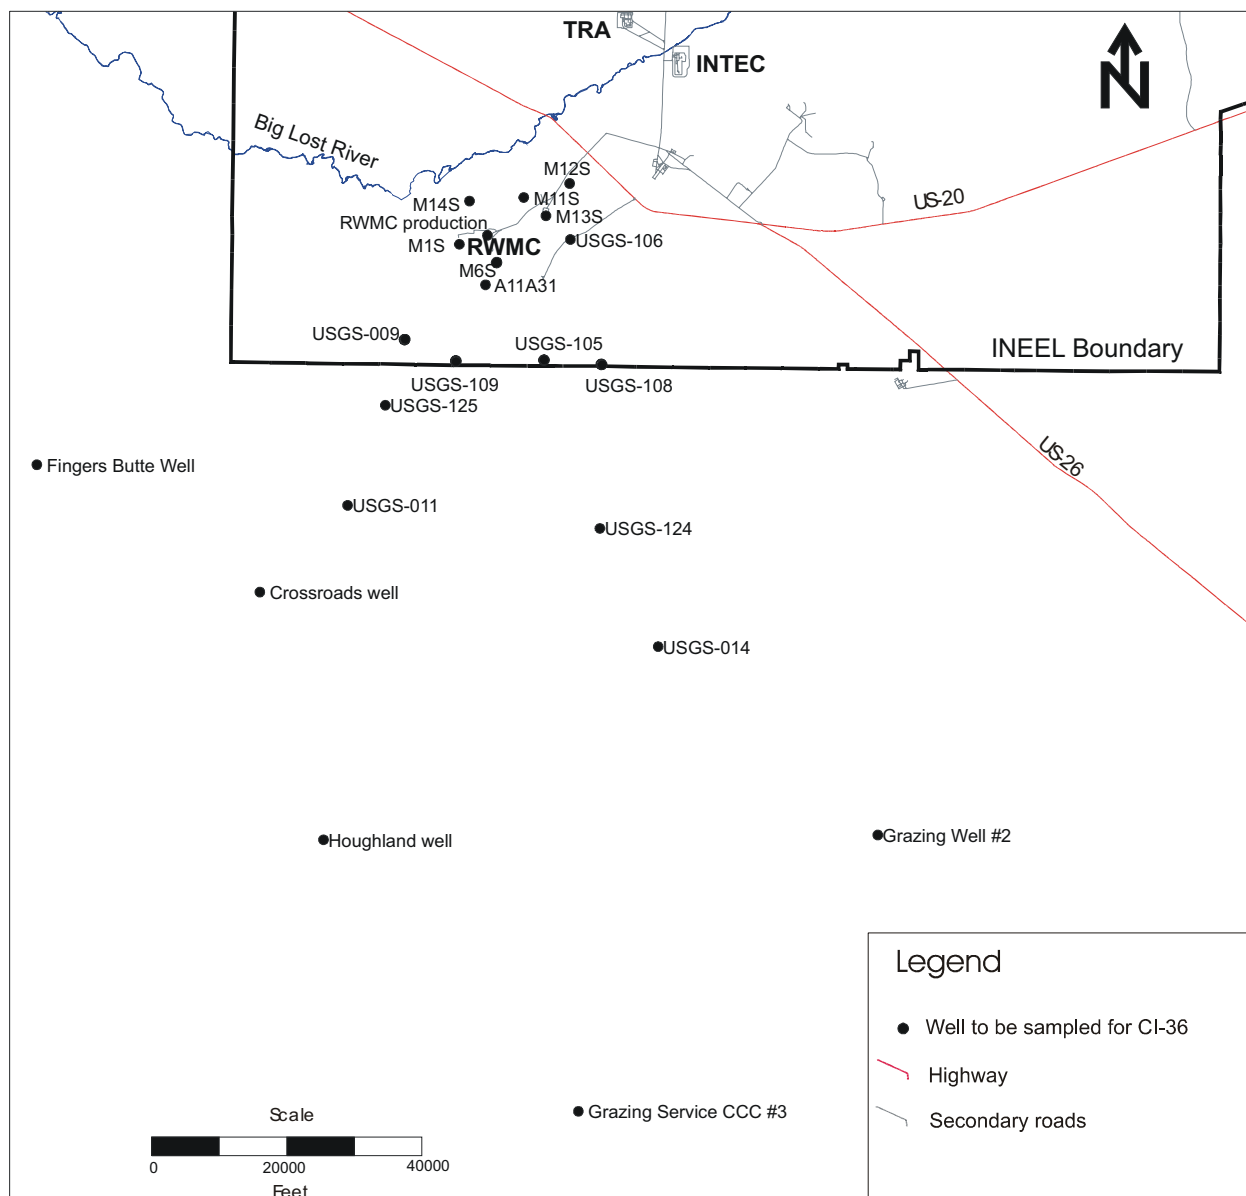 TRA
INTEC
N
Big Lost River
M12S
M11S
M14S
M13S
US-20
RWMC production
USGS-106
M1S
RWMC
M6S
A11A31
USGS-009
USGS-105
INEEL Boundary
USGS-109
USGS-108
USGS-125
US-26
Fingers Butte Well
USGS-011
USGS-124
Crossroads well
USGS-014
Houghland well
Grazing Well #2
Legend
Well to be sampled for Cl-36
Highway
Secondary roads
Grazing Service CCC #3
Scale
0 20000 40000
Feet